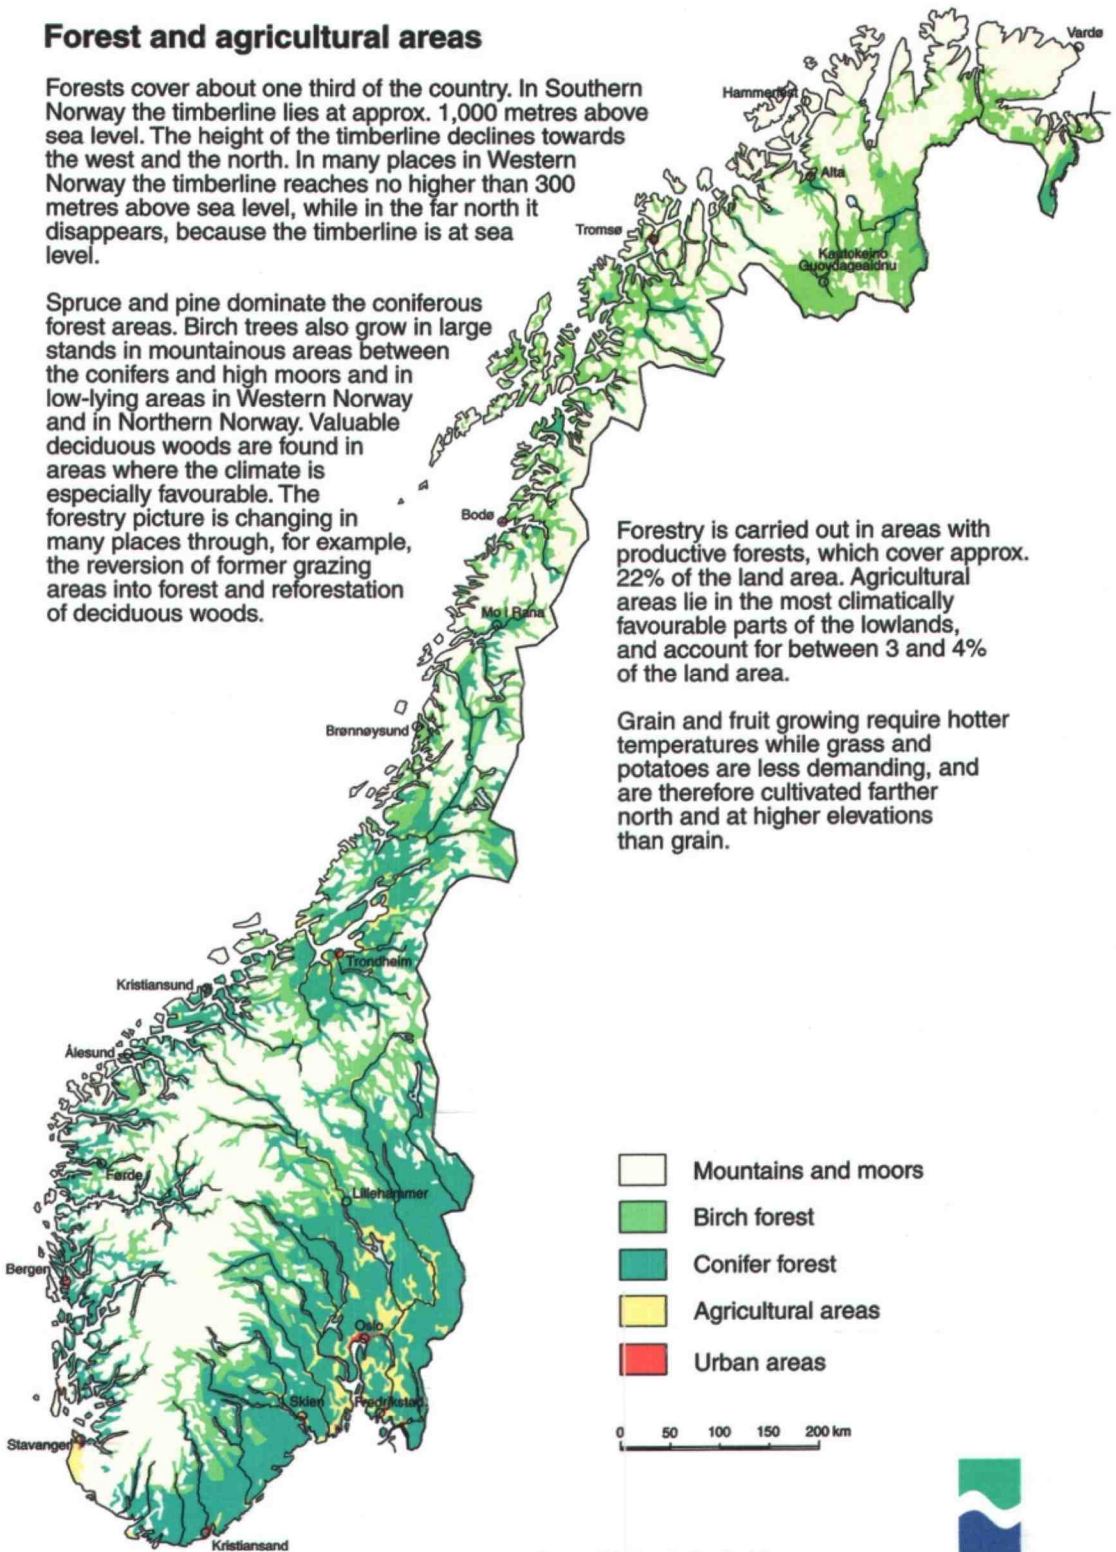 Forest and agricultural areas
Forests cover about one third of the country. In Southern
Norway the timberline lies at approx. 1,000 metres above
sea level. The height of the timberline declines towards
the west and the north. In many places in Western
Norway the timberline reaches no higher than 300
metres above sea level, while in the far north it
disappears, because the timberline is at sea
level.
Spruce and pine dominate the coniferous
forest areas. Birch trees also grow in large
stands in mountainous areas between
the conifers and high moors and in
low-lying areas in Western Norway
and in Northern Norway. Valuable
deciduous woods are found in
areas where the climate is
especially favourable. The
forestry picture is changing in
many places through, for example,
the reversion of former grazing
areas into forest and reforestation
of deciduous woods.
Forestry is carried out in areas with
productive forests, which cover approx.
22% of the land area. Agricultural
areas lie in the most climatically
favourable parts of the lowlands,
and account for between 3 and 4%
of the land area.
Grain and fruit growing require hotter
temperatures while grass and
potatoes are less demanding, and
are therefore cultivated farther
north and at higher elevations
than grain.
Vardø
Hammerfest
Alta
Tromsø
Kautokeino
Guovdageaidnu
Bodø
Mo i Rana
Brønnøysund
Trondheim
Kristiansund
Ålesund
Førde
Lillehammer
Bergen
Oslo
Skien
Fredrikstad
Stavanger
Kristiansand
Mountains and moors
Birch forest
Conifer forest
Agricultural areas
Urban areas
0 50 100 150 200 km